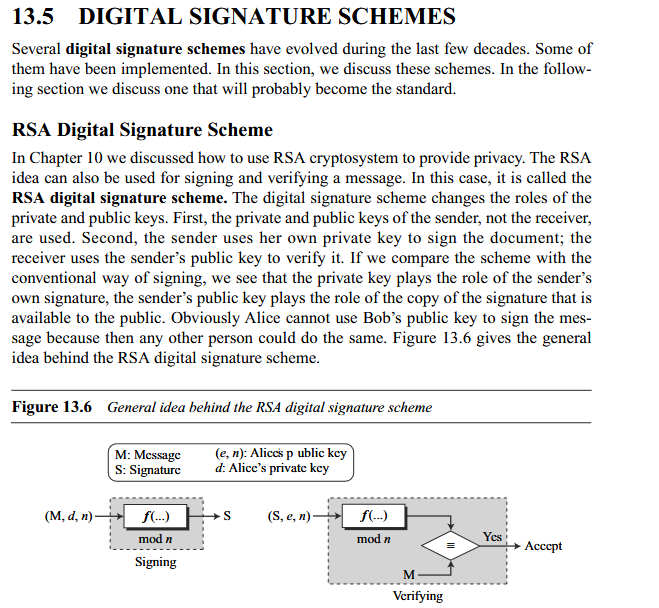 13.5 DIGITAL SIGNATURE SCHEMES
Several digital signature schemes have evolved during the last few decades. Some of
them have been implemented. In this section, we discuss these schemes. In the follow-
ing section we discuss one that will probably become the standard.
RSA Digital Signature Scheme
In Chapter 10 we discussed how to use RSA cryptosystem to provide privacy. The RSA
idea can also be used for signing and verifying a message. In this case, it is called the
RSA digital signature scheme. The digital signature scheme changes the roles of the
private and public keys. First, the private and public keys of the sender, not the receiver,
are used. Second, the sender uses her own private key to sign the document; the
receiver uses the sender's public key to verify it. If we compare the scheme with the
conventional way of signing, we see that the private key plays the role of the sender's
own signature, the sender's public key plays the role of the copy of the signature that is
available to the public. Obviously Alice cannot use Bob's public key to sign the mes-
sage because then any other person could do the same. Figure 13.6 gives the general
idea behind the RSA digital signature scheme.
Figure 13.6 General idea behind the RSA digital signature scheme
M: Message (e, n): Alice's p ublic key
S: Signature d: Alice's private key
(M, d, n) f(...) S (S, e, n) f(...)
mod n mod n ≡ Yes Accept
Signing M
Verifying